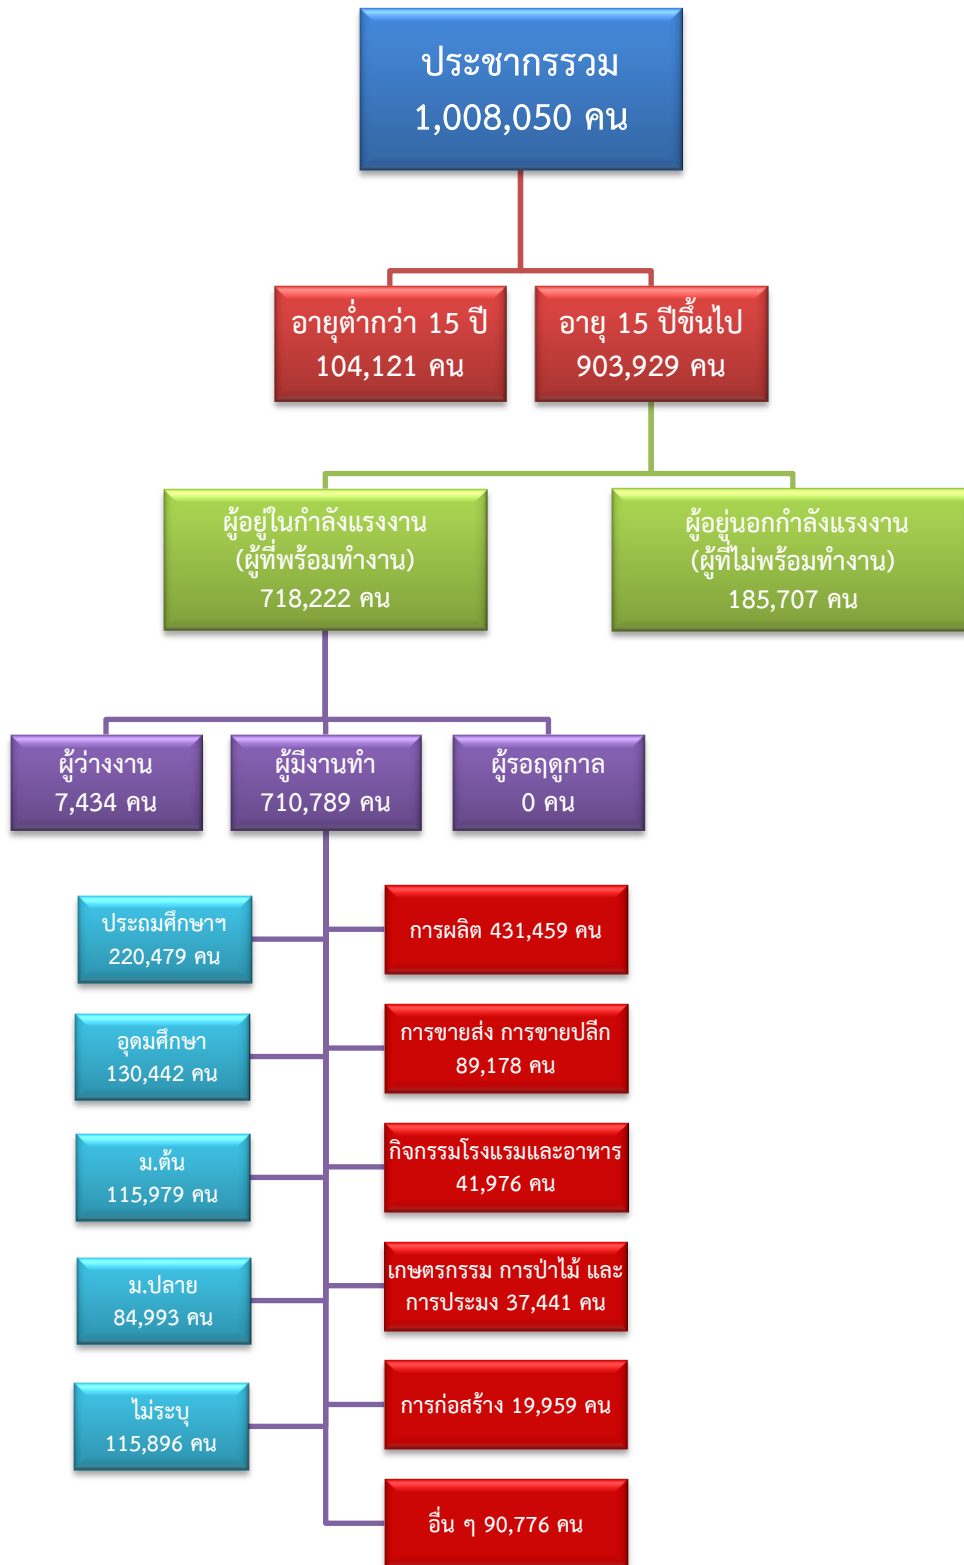 ประชากรรวม
1,008,050 คน
อายุต่ำกว่า 15 ปี
104,121 คน
อายุ 15 ปีขึ้นไป
903,929 คน
ผู้อยู่ในกำลังแรงงาน
(ผู้ที่พร้อมทำงาน)
718,222 คน
ผู้อยู่นอกกำลังแรงงาน
(ผู้ที่ไม่พร้อมทำงาน)
185,707 คน
ผู้ว่างงาน
7,434 คน
ผู้มีงานทำ
710,789 คน
ผู้รอฤดูกาล
0 คน
ประถมศึกษาฯ
220,479 คน
อุดมศึกษา
130,442 คน
ม.ต้น
115,979 คน
ม.ปลาย
84,993 คน
ไม่ระบุ
115,896 คน
การผลิต 431,459 คน
การขายส่ง การขายปลีก
89,178 คน
กิจกรรมโรงแรมและอาหาร
41,976 คน
เกษตรกรรม การป่าไม้ และ
การประมง 37,441 คน
การก่อสร้าง 19,959 คน
อื่น ๆ 90,776 คน